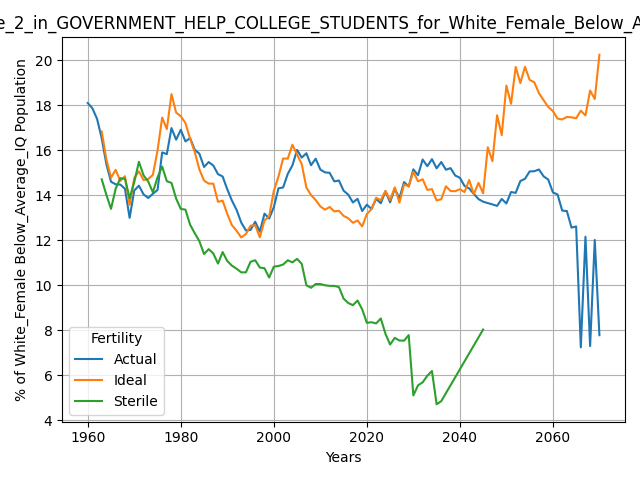 e_2_in_GOVERNMENT_HELP_COLLEGE_STUDENTS_for_White_Female_Below_A
% of White_Female Below_Average_IQ Population
20
18
16
14
12
10
8
6
4
Fertility
Actual
Ideal
Sterile
1960
1980
2000
2020
2040
2060
Years